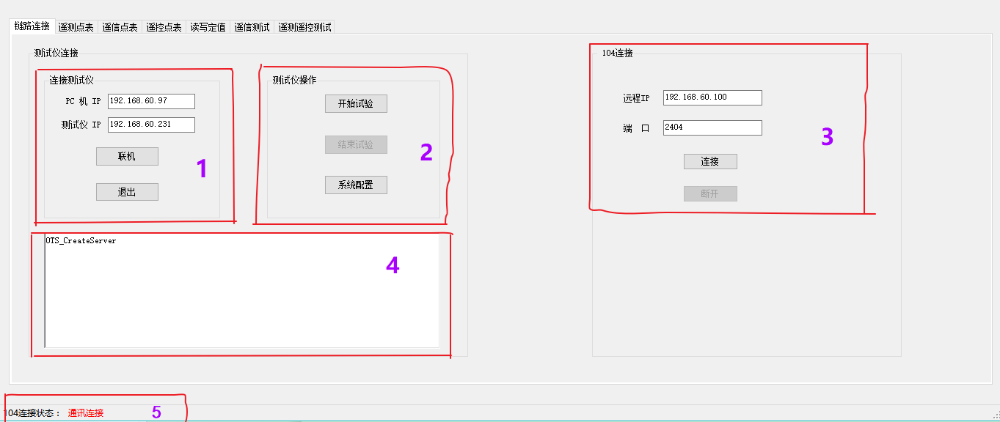 链路连接 遥测点表 遥信点表 遥控点表 读写定值 遥信测试 遥测遥控测试
测试仪连接
连接测试仪
PC 机 IP 192.168.60.97
测试仪 IP 192.168.60.231
联机
退出
1
测试仪操作
开始试验
结束试验
系统配置
2
104连接
远程IP 192.168.60.100
端 口 2404
连接
断开
3
OTS_CreateServer
4
104连接状态： 通讯连接
5